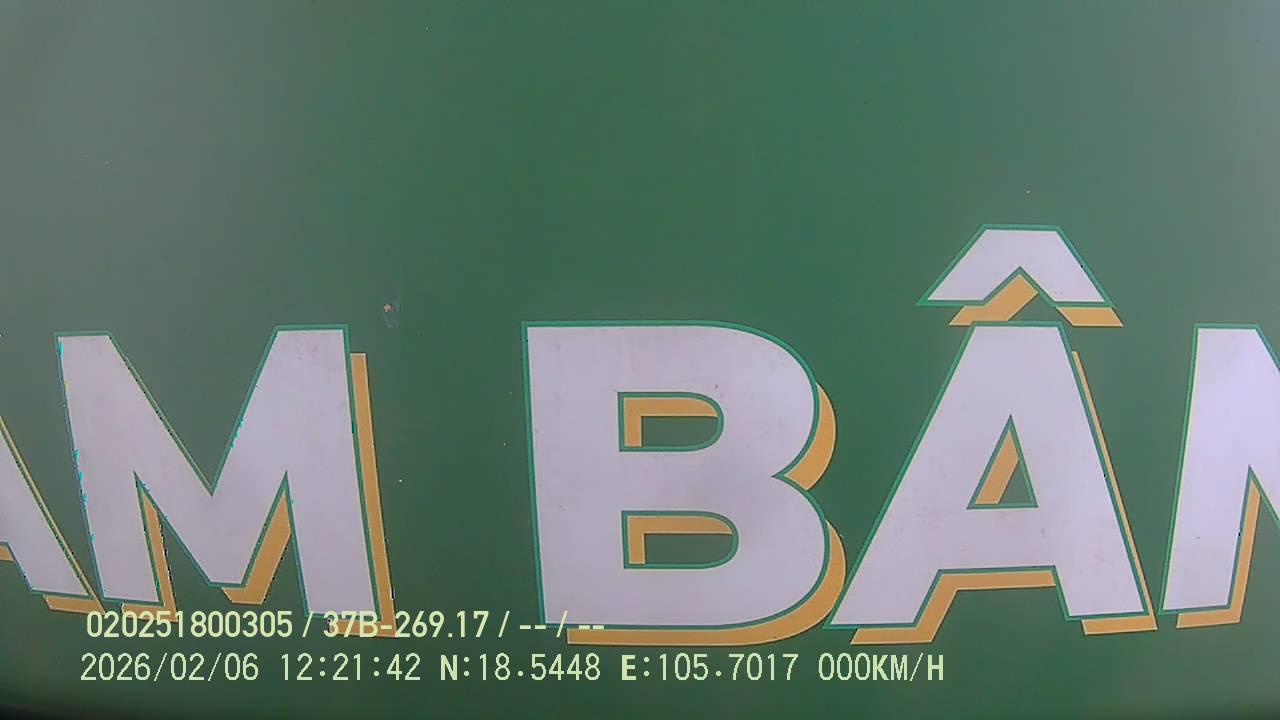 AM BÂN
020251800305 / 37B-269.17 / -- / --
2026/02/06 12:21:42 N:18.5448 E:105.7017 000KM/H